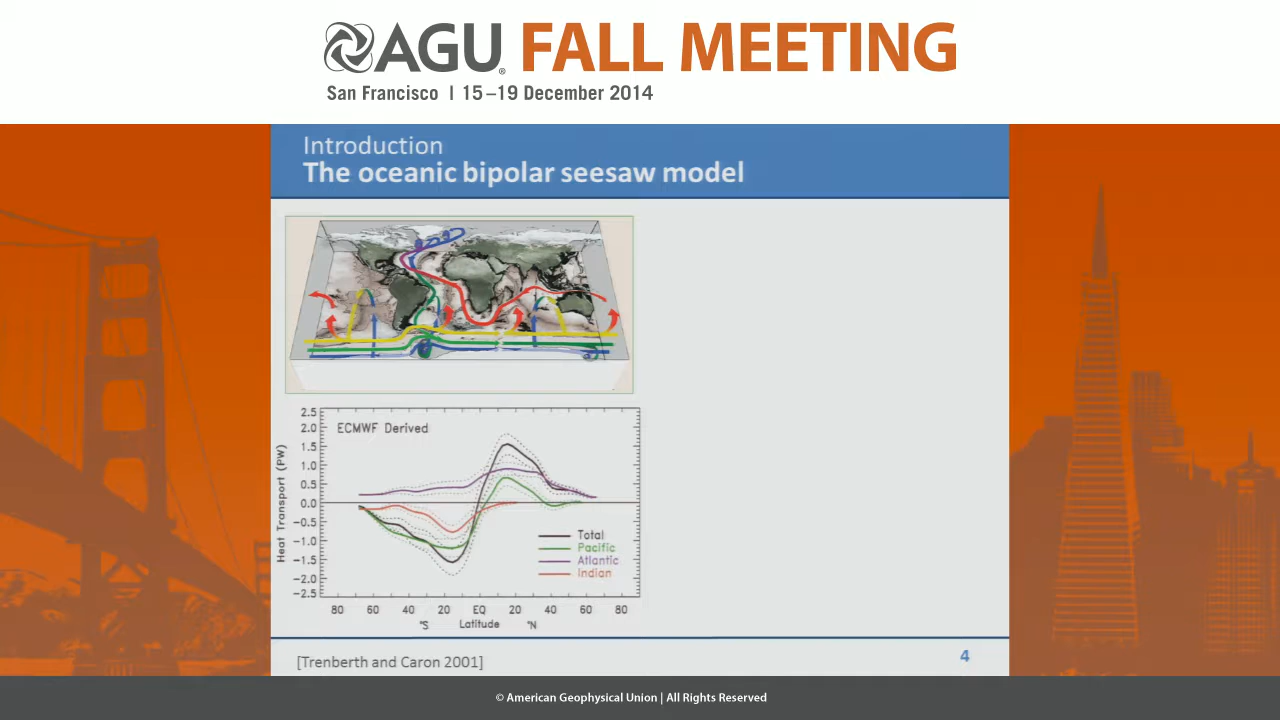 AGU® FALL MEETING
San Francisco | 15–19 December 2014
Introduction
The oceanic bipolar seesaw model
2.5
2.0
1.5
1.0
0.5
0.0
−0.5
−1.0
−1.5
−2.0
−2.5
Heat Transport (PW)
ECMWF Derived
Total
Pacific
Atlantic
Indian
80 60 40 20 EQ 20 40 60 80
°S Latitude °N
[Trenberth and Caron 2001]
4
© American Geophysical Union | All Rights Reserved